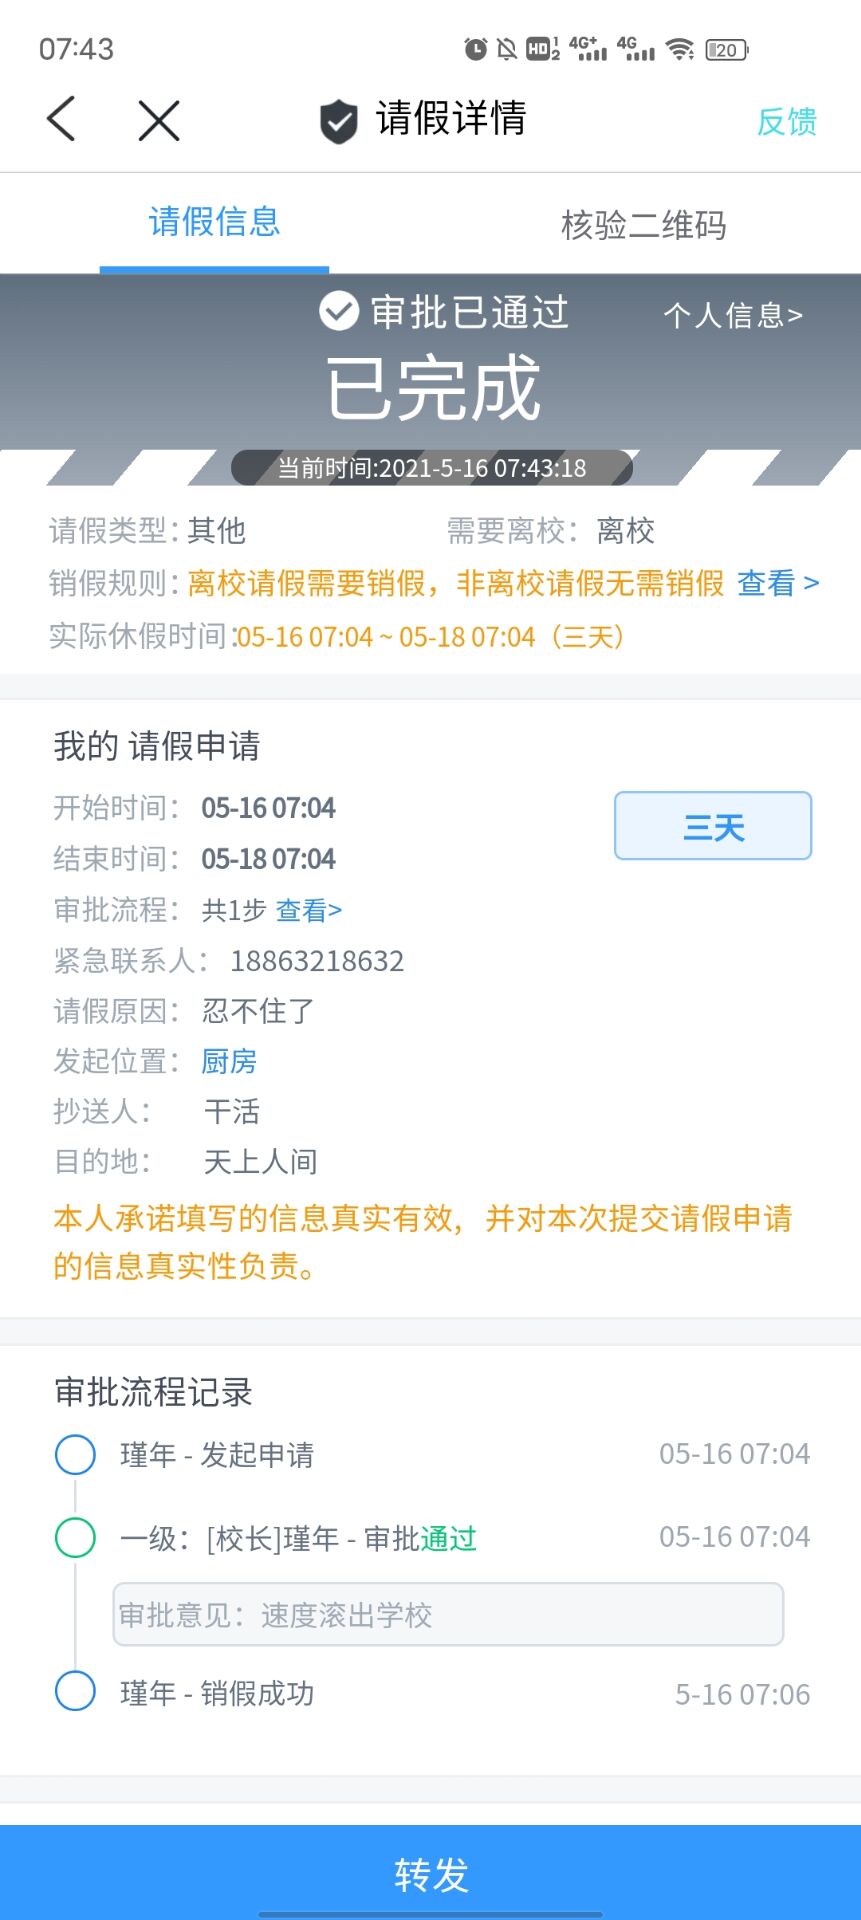 07:43
HD 1 2 4G+ 4G 20
请假详情
反馈
请假信息
核验二维码
审批已通过
个人信息>
已完成
当前时间:2021-5-16 07:43:18
请假类型: 其他 需要离校: 离校
销假规则: 离校请假需要销假，非离校请假无需销假 查看 >
实际休假时间:05-16 07:04 ~ 05-18 07:04（三天）
我的 请假申请
开始时间: 05-16 07:04
三天
结束时间: 05-18 07:04
审批流程: 共1步 查看>
紧急联系人: 18863218632
请假原因: 忍不住了
发起位置: 厨房
抄送人: 干活
目的地: 天上人间
本人承诺填写的信息真实有效，并对本次提交请假申请
的信息真实性负责。
审批流程记录
瑾年 - 发起申请 05-16 07:04
一级：[校长]瑾年 - 审批通过 05-16 07:04
审批意见：速度滚出学校
瑾年 - 销假成功 5-16 07:06
转发